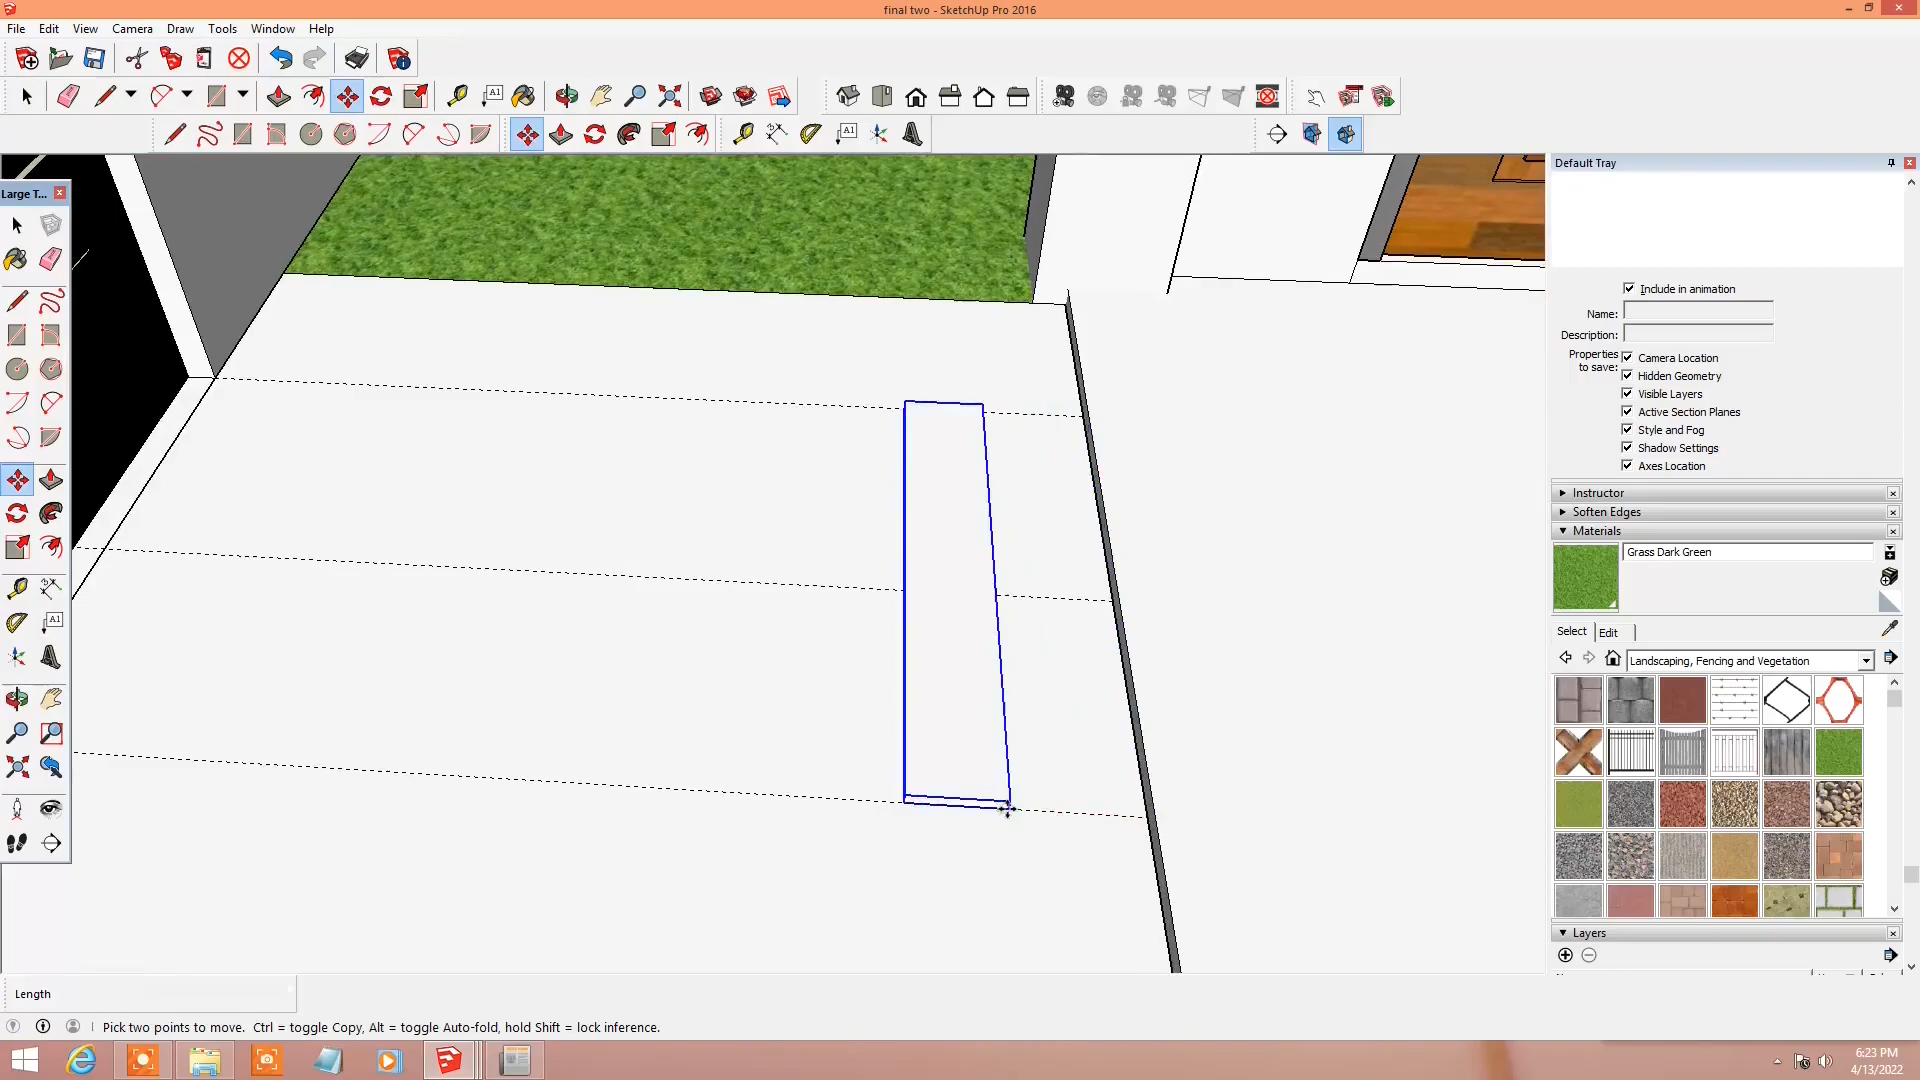 final two - SketchUp Pro 2016
File Edit View Camera Draw Tools Window Help
A1
A1
Large T...
A1
Default Tray
Include in animation
Name:
Description:
Properties to save:
Camera Location
Hidden Geometry
Visible Layers
Active Section Planes
Style and Fog
Shadow Settings
Axes Location
Instructor
Soften Edges
Materials
Grass Dark Green
Select Edit
Landscaping, Fencing and Vegetation
Layers
Length
Pick two points to move. Ctrl = toggle Copy, Alt = toggle Auto-fold, hold Shift = lock inference.
6:23 PM
4/13/2022